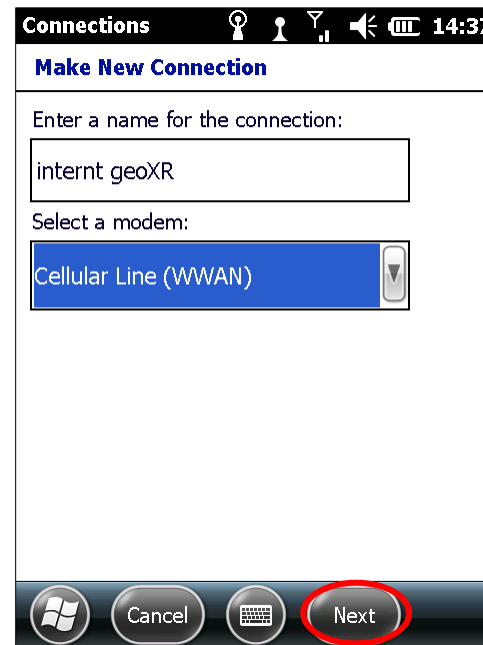 Connections 14:37
Make New Connection
Enter a name for the connection:
internt geoXR
Select a modem:
Cellular Line (WWAN)
Cancel Next